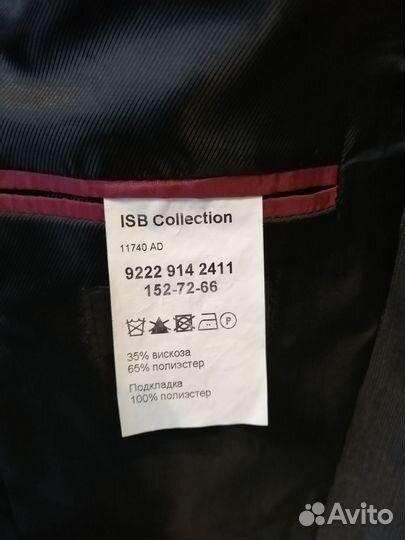 ISB Collection
11740 AD
9222 914 2411
152-72-66
P
35% вискоза
65% полиэстер
Подкладка
100% полиэстер
Avito